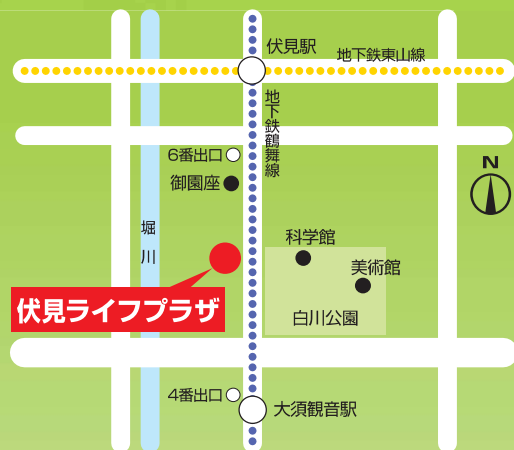 伏見駅
地下鉄東山線
地下鉄鶴舞線
6番出口
御園座
N
堀川
科学館
美術館
伏見ライフプラザ
白川公園
4番出口
大須観音駅